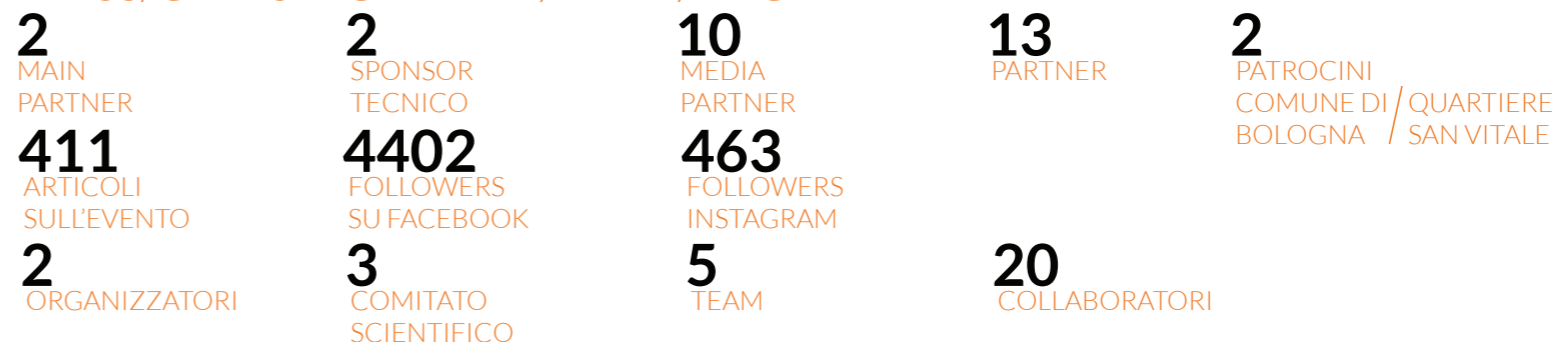 2 2 10 13 2
MAIN SPONSOR MEDIA PARTNER PATROCINI
PARTNER TECNICO PARTNER COMUNE DI / QUARTIERE
BOLOGNA SAN VITALE
411 4402 463
ARTICOLI FOLLOWERS FOLLOWERS
SULL'EVENTO SU FACEBOOK INSTAGRAM
2 3 5 20
ORGANIZZATORI COMITATO TEAM COLLABORATORI
SCIENTIFICO